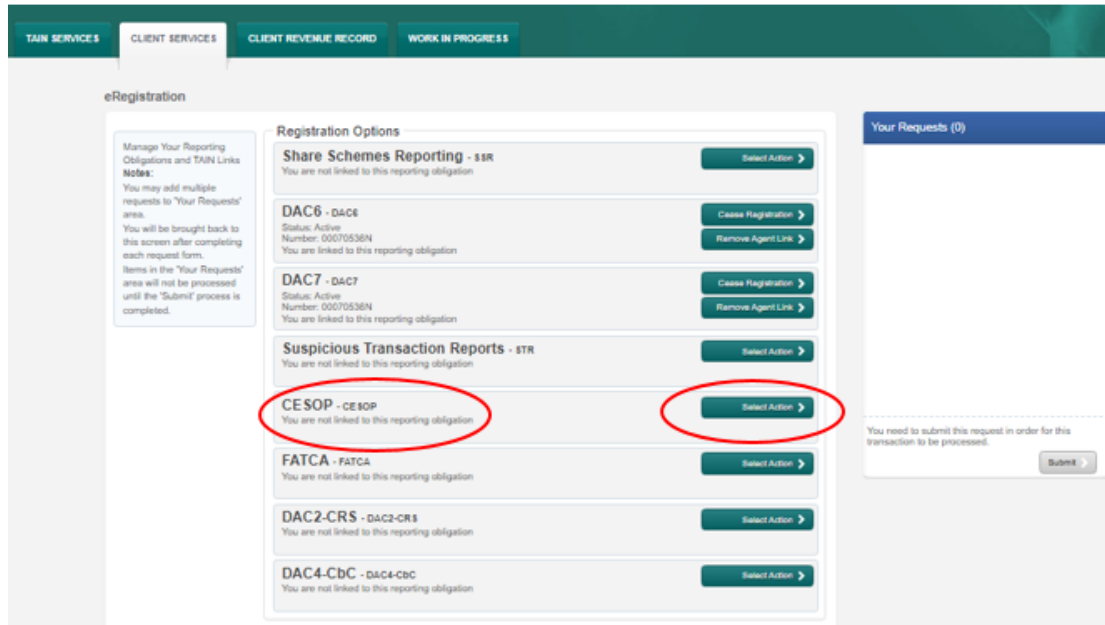 TAIN SERVICES
CLIENT SERVICES
CLIENT REVENUE RECORD
WORK IN PROGRESS
eRegistration
Manage Your Reporting
Obligations and TAIN Links
Notes:
You may add multiple
requests to 'Your Requests'
area.
You will be brought back to
this screen after completing
each request form.
Items in the 'Your Requests'
area will not be processed
until the 'Submit' process is
completed.
Registration Options
Share Schemes Reporting - SSR
You are not linked to this reporting obligation
Select Action
DAC6 - DAC6
Status: Active
Number: 00070536N
You are linked to this reporting obligation
Cease Registration
Remove Agent Link
DAC7 - DAC7
Status: Active
Number: 00070536N
You are linked to this reporting obligation
Cease Registration
Remove Agent Link
Suspicious Transaction Reports - STR
You are not linked to this reporting obligation
Select Action
CESOP - CESOP
You are not linked to this reporting obligation
Select Action
FATCA - FATCA
You are not linked to this reporting obligation
Select Action
DAC2-CRS - DAC2-CRS
You are not linked to this reporting obligation
Select Action
DAC4-CbC - DAC4-CbC
You are not linked to this reporting obligation
Select Action
Your Requests (0)
You need to submit this request in order for this
transaction to be processed.
Submit